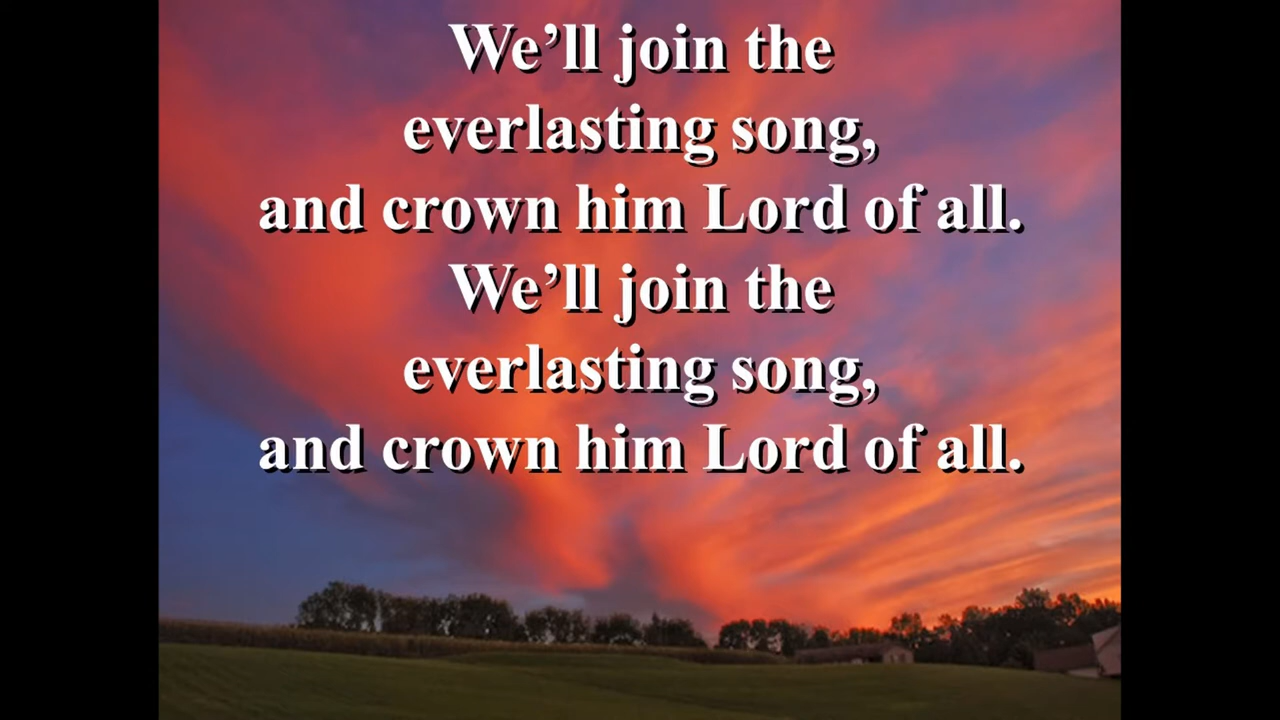 We’ll join the
everlasting song,
and crown him Lord of all.
We’ll join the
everlasting song,
and crown him Lord of all.